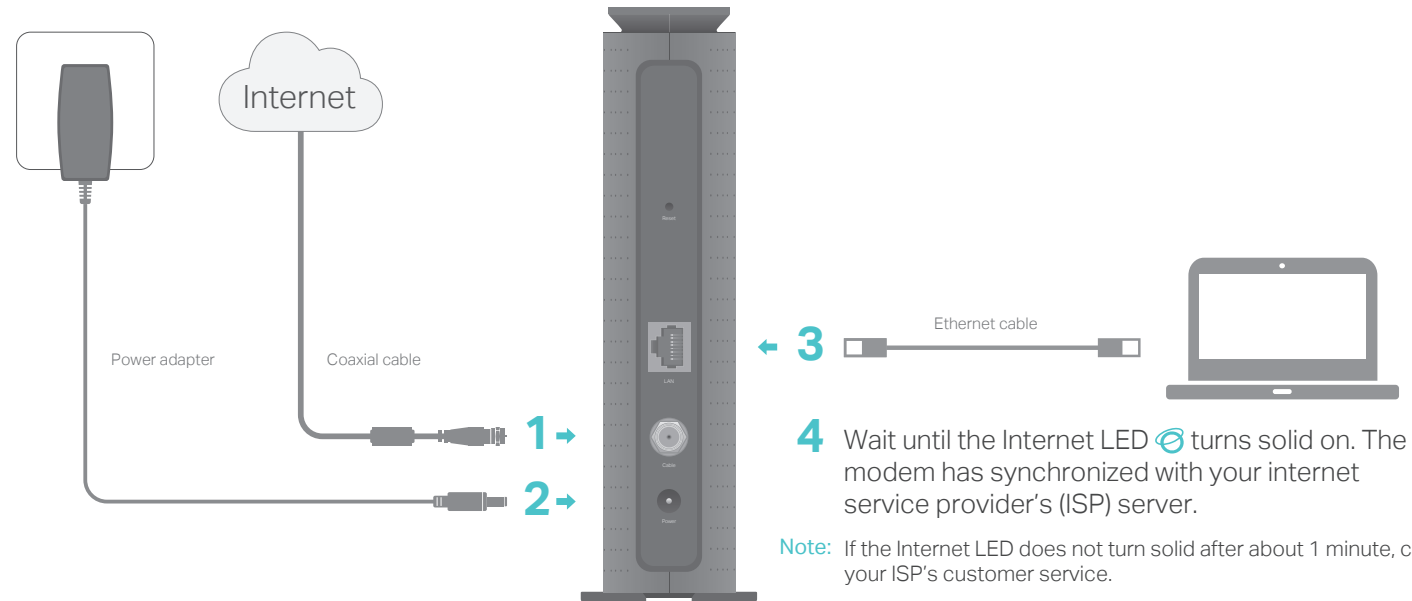 Internet
Reset
Power adapter
Coaxial cable
LAN
Ethernet cable
3
1
Cable
2
Power
4 Wait until the Internet LED turns solid on. The
modem has synchronized with your internet
service provider's (ISP) server.
Note: If the Internet LED does not turn solid after about 1 minute, c
your ISP's customer service.